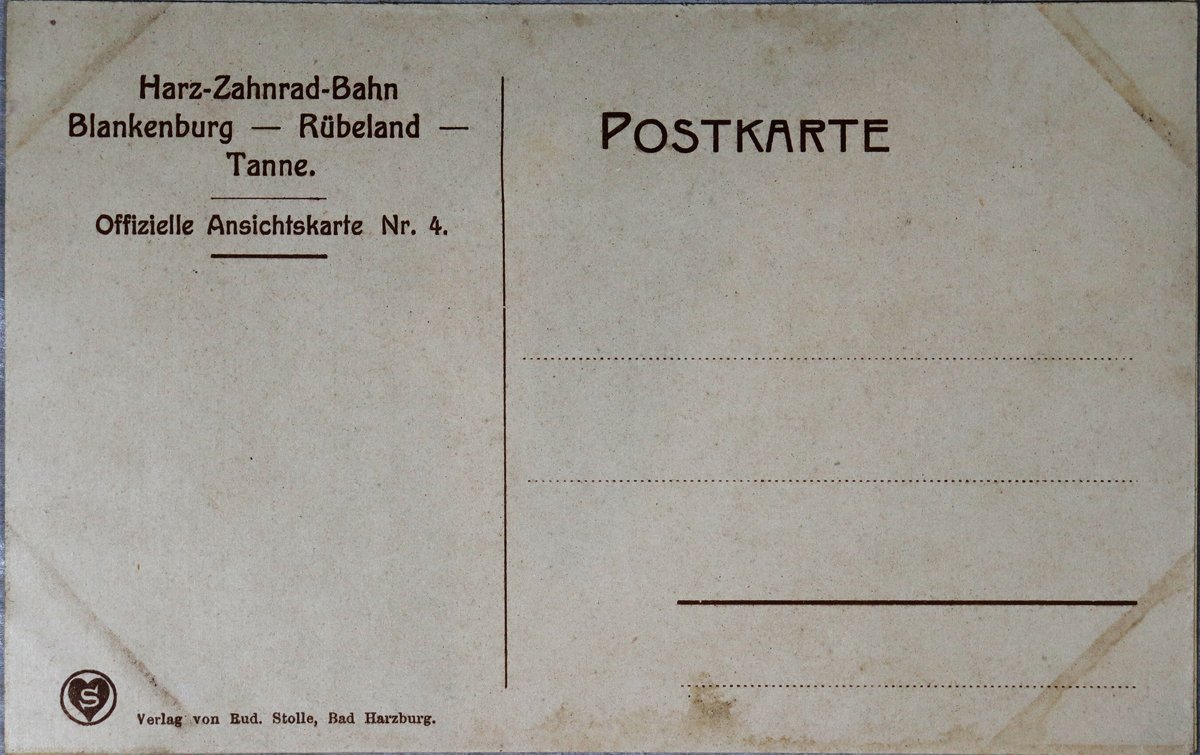 Harz-Zahnrad-Bahn
Blankenburg — Rübeland —
Tanne.
Offizielle Ansichtskarte Nr. 4.
POSTKARTE
S
Verlag von Rud. Stolle, Bad Harzburg.